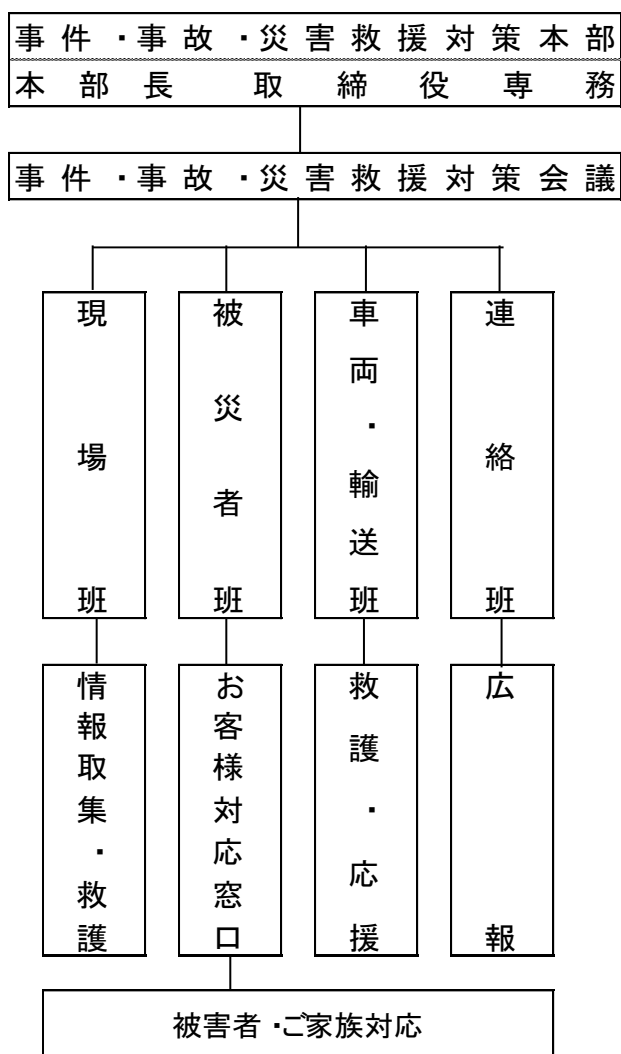 事件・事故・災害救援対策本部
本部長 取締役専務
事件・事故・災害救援対策会議
現場班
被災者班
車両・輸送班
連絡班
情報取集・救護
お客様対応窓口
救護・応援
広報
被害者・ご家族対応